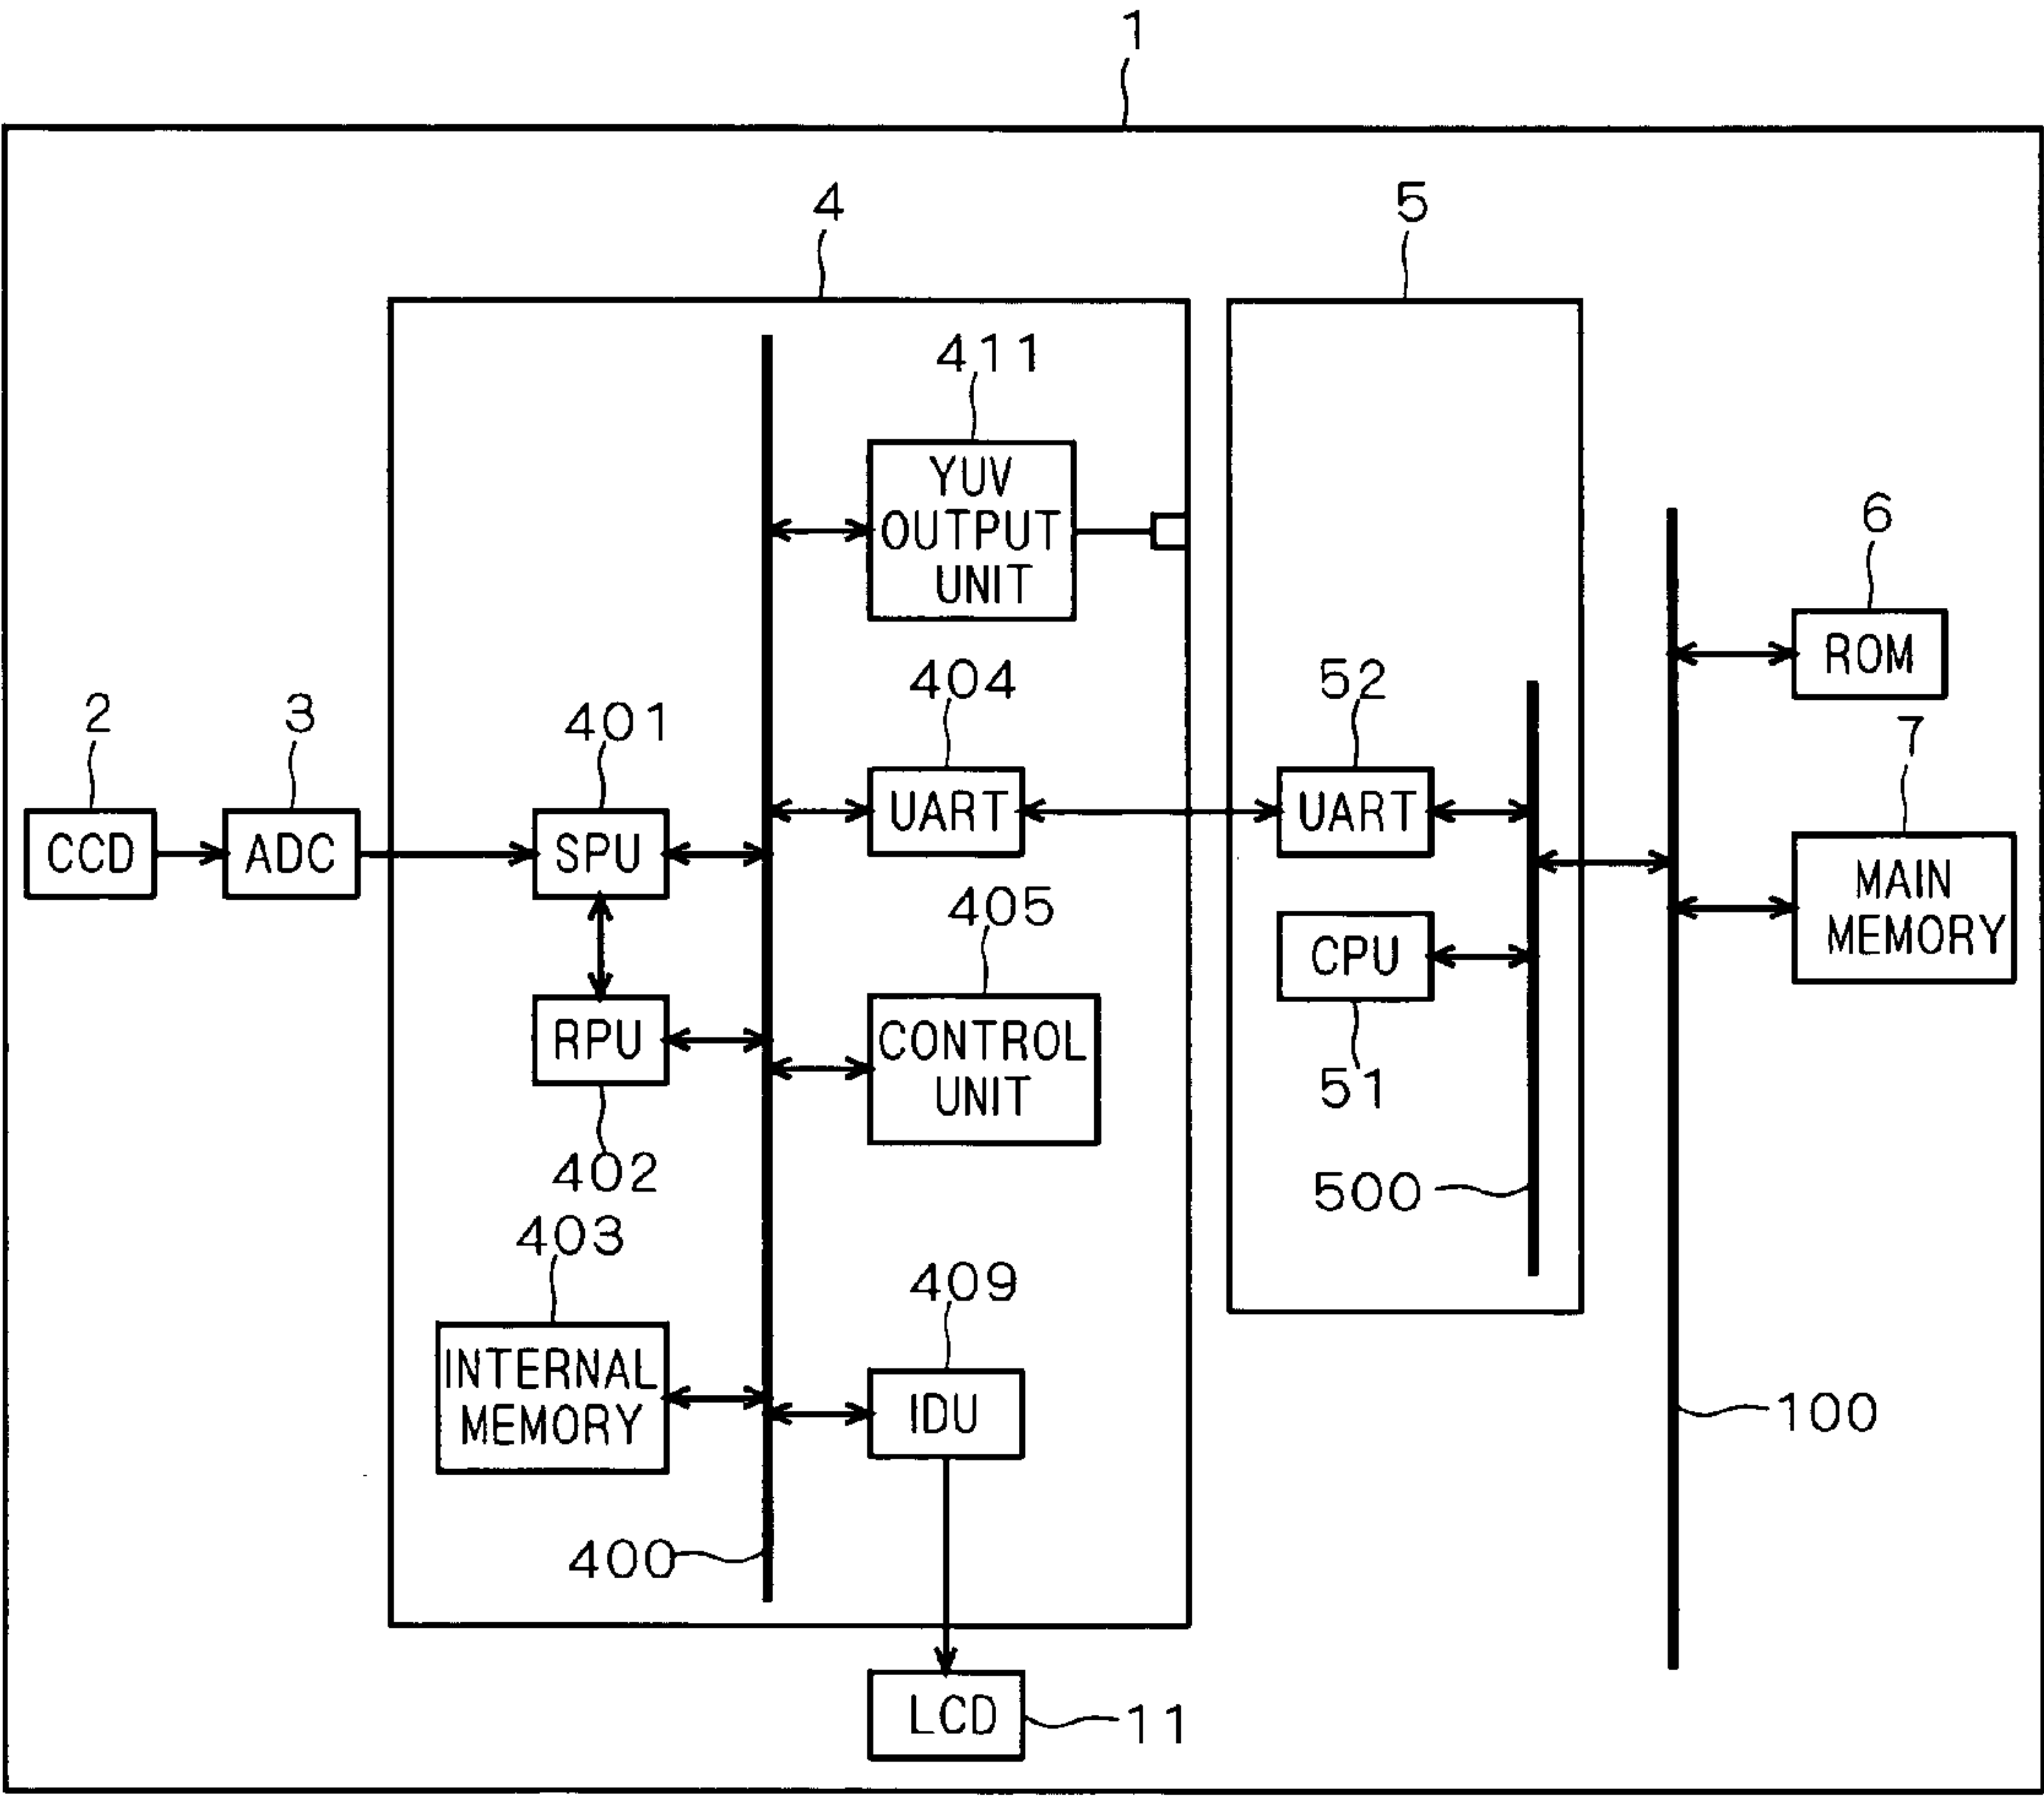 1
4
5
411
YUV
OUTPUT
UNIT
6
ROM
404
52
2
3
401
7
CCD
ADC
SPU
UART
UART
MAIN
MEMORY
405
CPU
RPU
CONTROL
UNIT
51
402
500
403
409
INTERNAL
MEMORY
IDU
100
400
LCD
11